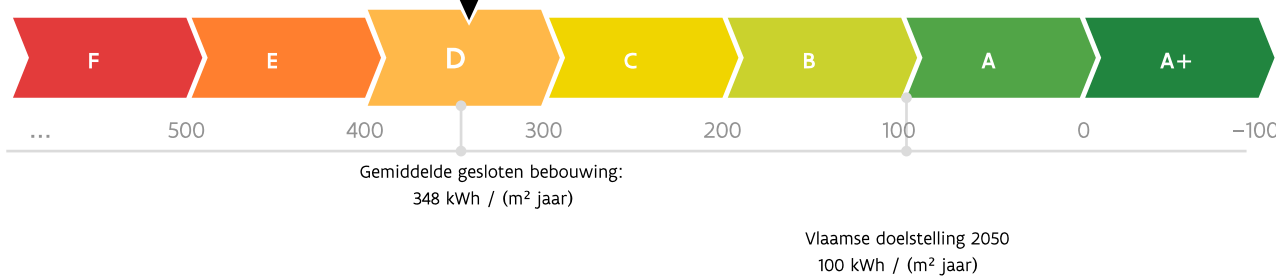 F E D C B A A+
... 500 400 300 200 100 0 −100
Gemiddelde gesloten bebouwing:
348 kWh / (m² jaar)
Vlaamse doelstelling 2050
100 kWh / (m² jaar)